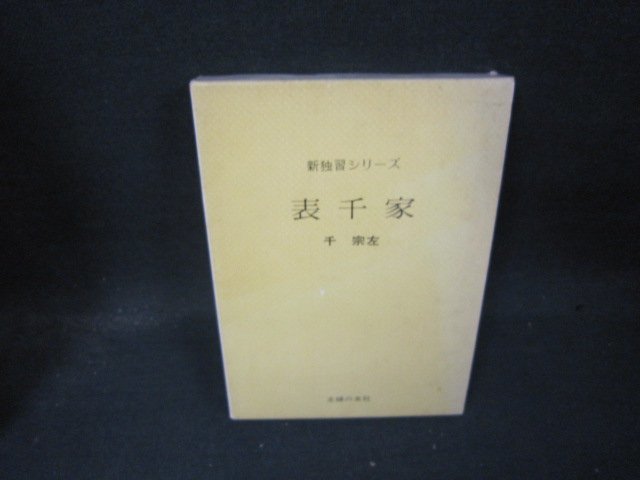 新独習シリーズ
表千家
千 宗左
主婦の友社